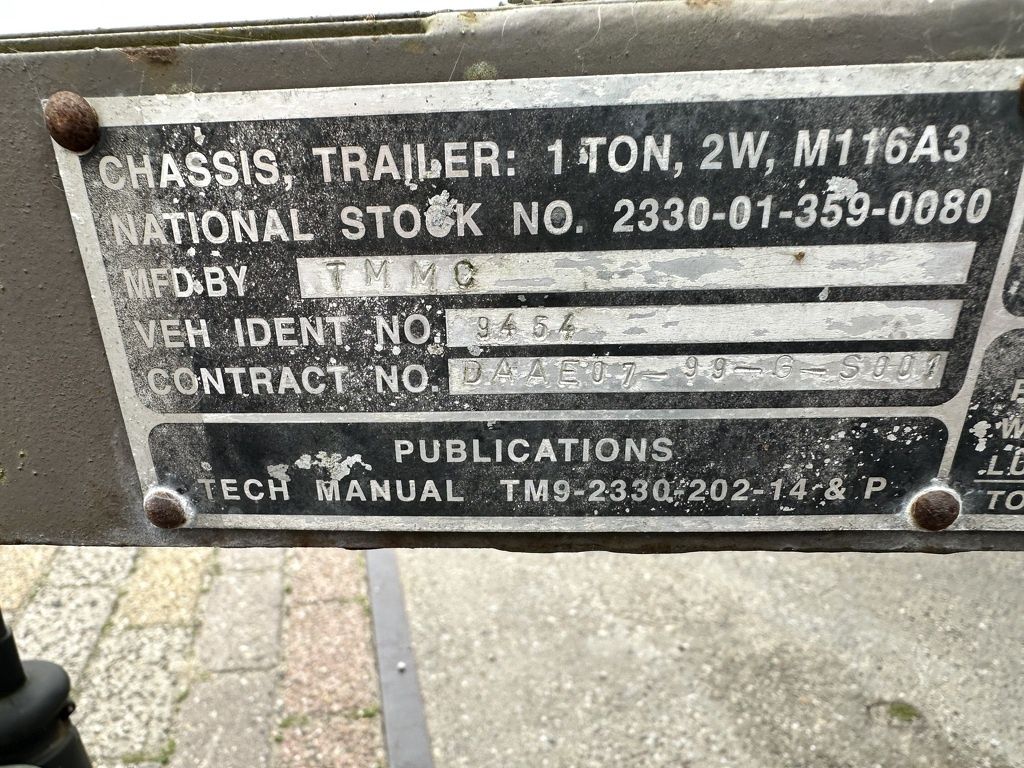 CHASSIS, TRAILER: 1 TON, 2W, M116A3
NATIONAL STOCK NO. 2330-01-359-0080
MFD BY TMMC
VEH IDENT NO. 9454
CONTRACT NO. DAAE07-99-G-S001
PUBLICATIONS
TECH MANUAL TM9-2330-202-14 & P